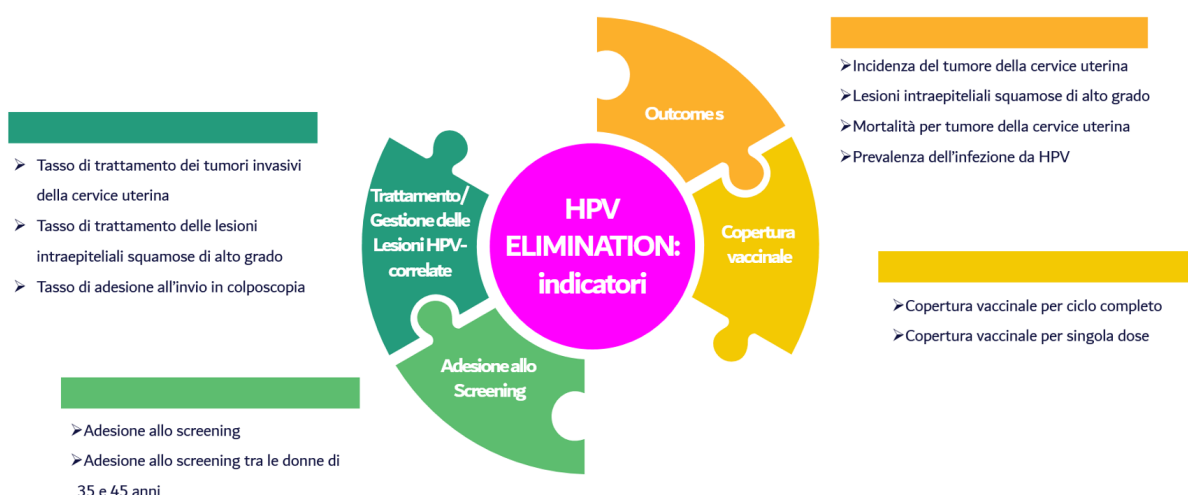 Outcomes
Trattamento/
Gestione delle
Lesioni HPV-
correlate
HPV
ELIMINATION:
indicatori
Copertura
vaccinale
Adesione allo
Screening
➢Incidenza del tumore della cervice uterina
➢Lesioni intraepiteliali squamose di alto grado
➢Mortalità per tumore della cervice uterina
➢Prevalenza dell'infezione da HPV
➢ Tasso di trattamento dei tumori invasivi
della cervice uterina
➢ Tasso di trattamento delle lesioni
intraepiteliali squamose di alto grado
➢ Tasso di adesione all'invio in colposcopia
➢Copertura vaccinale per ciclo completo
➢Copertura vaccinale per singola dose
➢Adesione allo screening
➢Adesione allo screening tra le donne di
35 e 45 anni